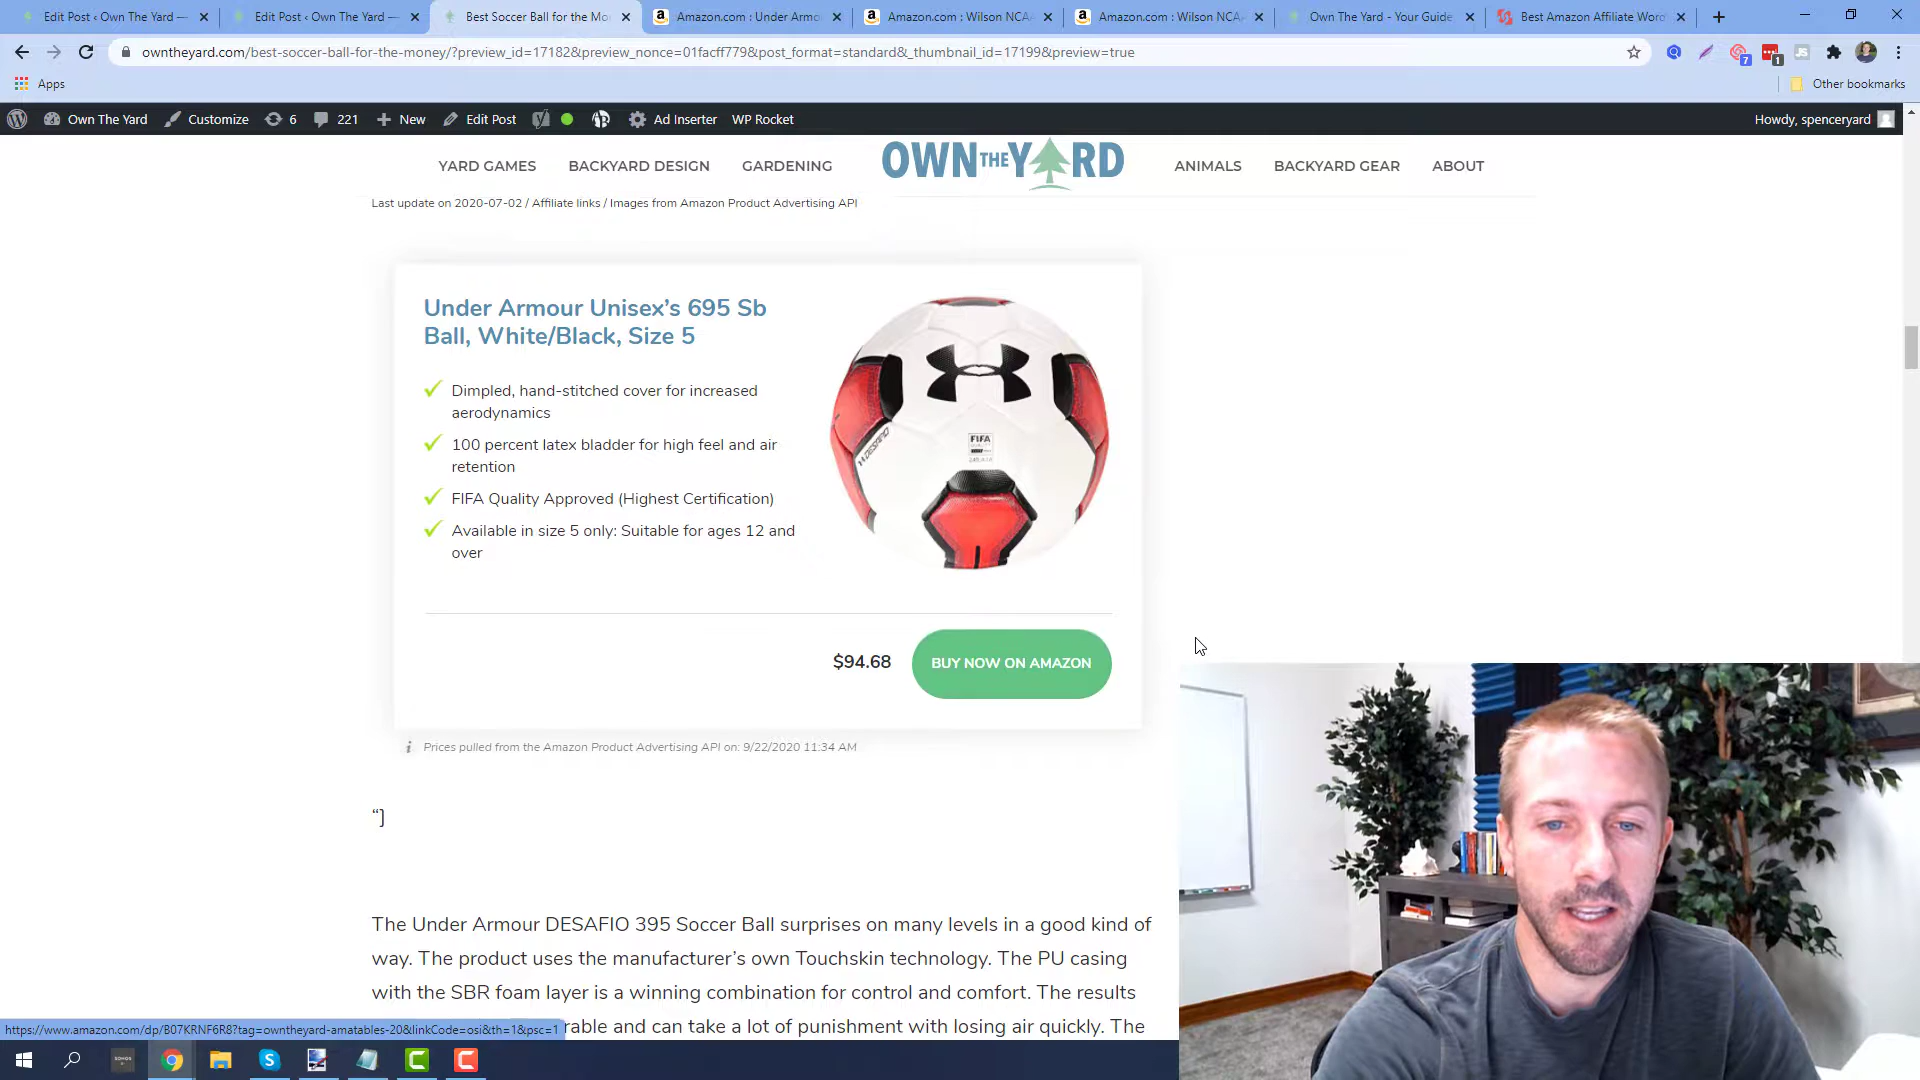 Edit Post ‹ Own The Yard —
Edit Post ‹ Own The Yard —
Best Soccer Ball for the Mo
Amazon.com : Under Armo
Amazon.com : Wilson NCA
Amazon.com : Wilson NCA
Own The Yard - Your Guide
Best Amazon Affiliate Word
owntheyard.com/best-soccer-ball-for-the-money/?preview_id=17182&preview_nonce=01facff779&post_format=standard&_thumbnail_id=17199&preview=true
7
1
JS
Apps
Other bookmarks
Own The Yard
Customize
6
221
New
Edit Post
Ad Inserter
WP Rocket
Howdy, spenceryard
YARD GAMES
BACKYARD DESIGN
GARDENING
OWN THE YARD
ANIMALS
BACKYARD GEAR
ABOUT
Last update on 2020-07-02 / Affiliate links / Images from Amazon Product Advertising API
Under Armour Unisex’s 695 Sb
Ball, White/Black, Size 5
Dimpled, hand-stitched cover for increased
aerodynamics
100 percent latex bladder for high feel and air
retention
FIFA Quality Approved (Highest Certification)
Available in size 5 only: Suitable for ages 12 and
over
FIFA
DESAFIO
$94.68
BUY NOW ON AMAZON
Prices pulled from the Amazon Product Advertising API on: 9/22/2020 11:34 AM
“]
The Under Armour DESAFIO 395 Soccer Ball surprises on many levels in a good kind of
way. The product uses the manufacturer’s own Touchskin technology. The PU casing
with the SBR foam layer is a winning combination for control and comfort. The results
rable and can take a lot of punishment with losing air quickly. The
https://www.amazon.com/dp/B07KRNF6R8?tag=owntheyard-amatables-20&linkCode=osi&th=1&psc=1
SONOS